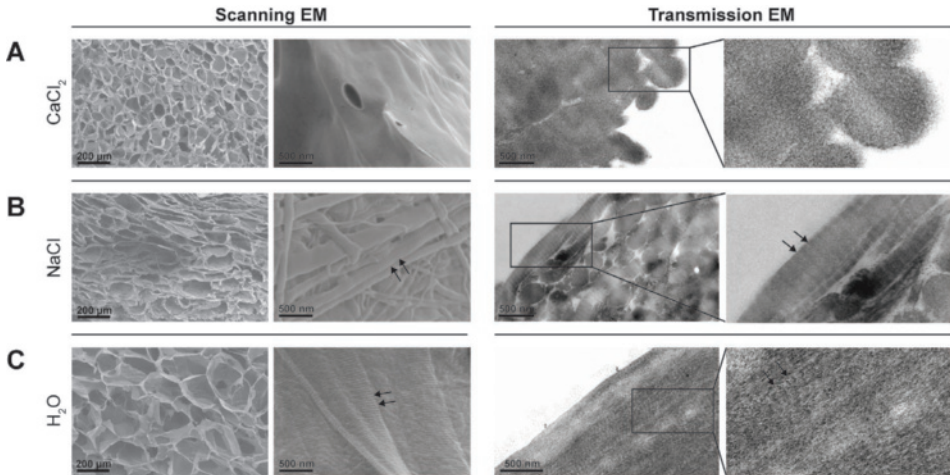 Scanning EM
Transmission EM
A
CaCl₂
200 µm
500 nm
500 nm
B
NaCl
200 µm
500 nm
500 nm
C
H₂O
200 µm
500 nm
500 nm